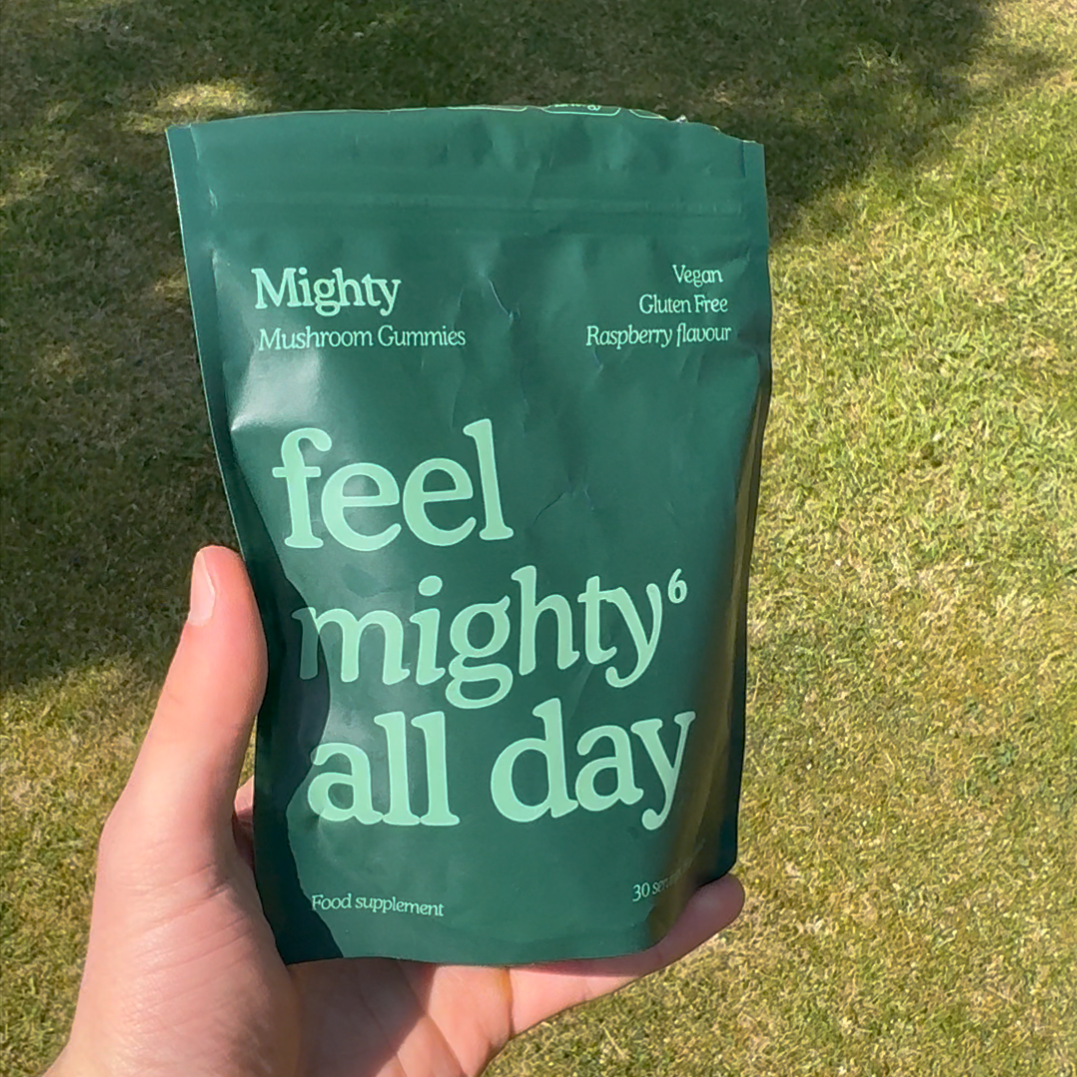 Mighty
Mushroom Gummies
Vegan
Gluten Free
Raspberry flavour
feel
mighty⁶
all day
Food supplement
30